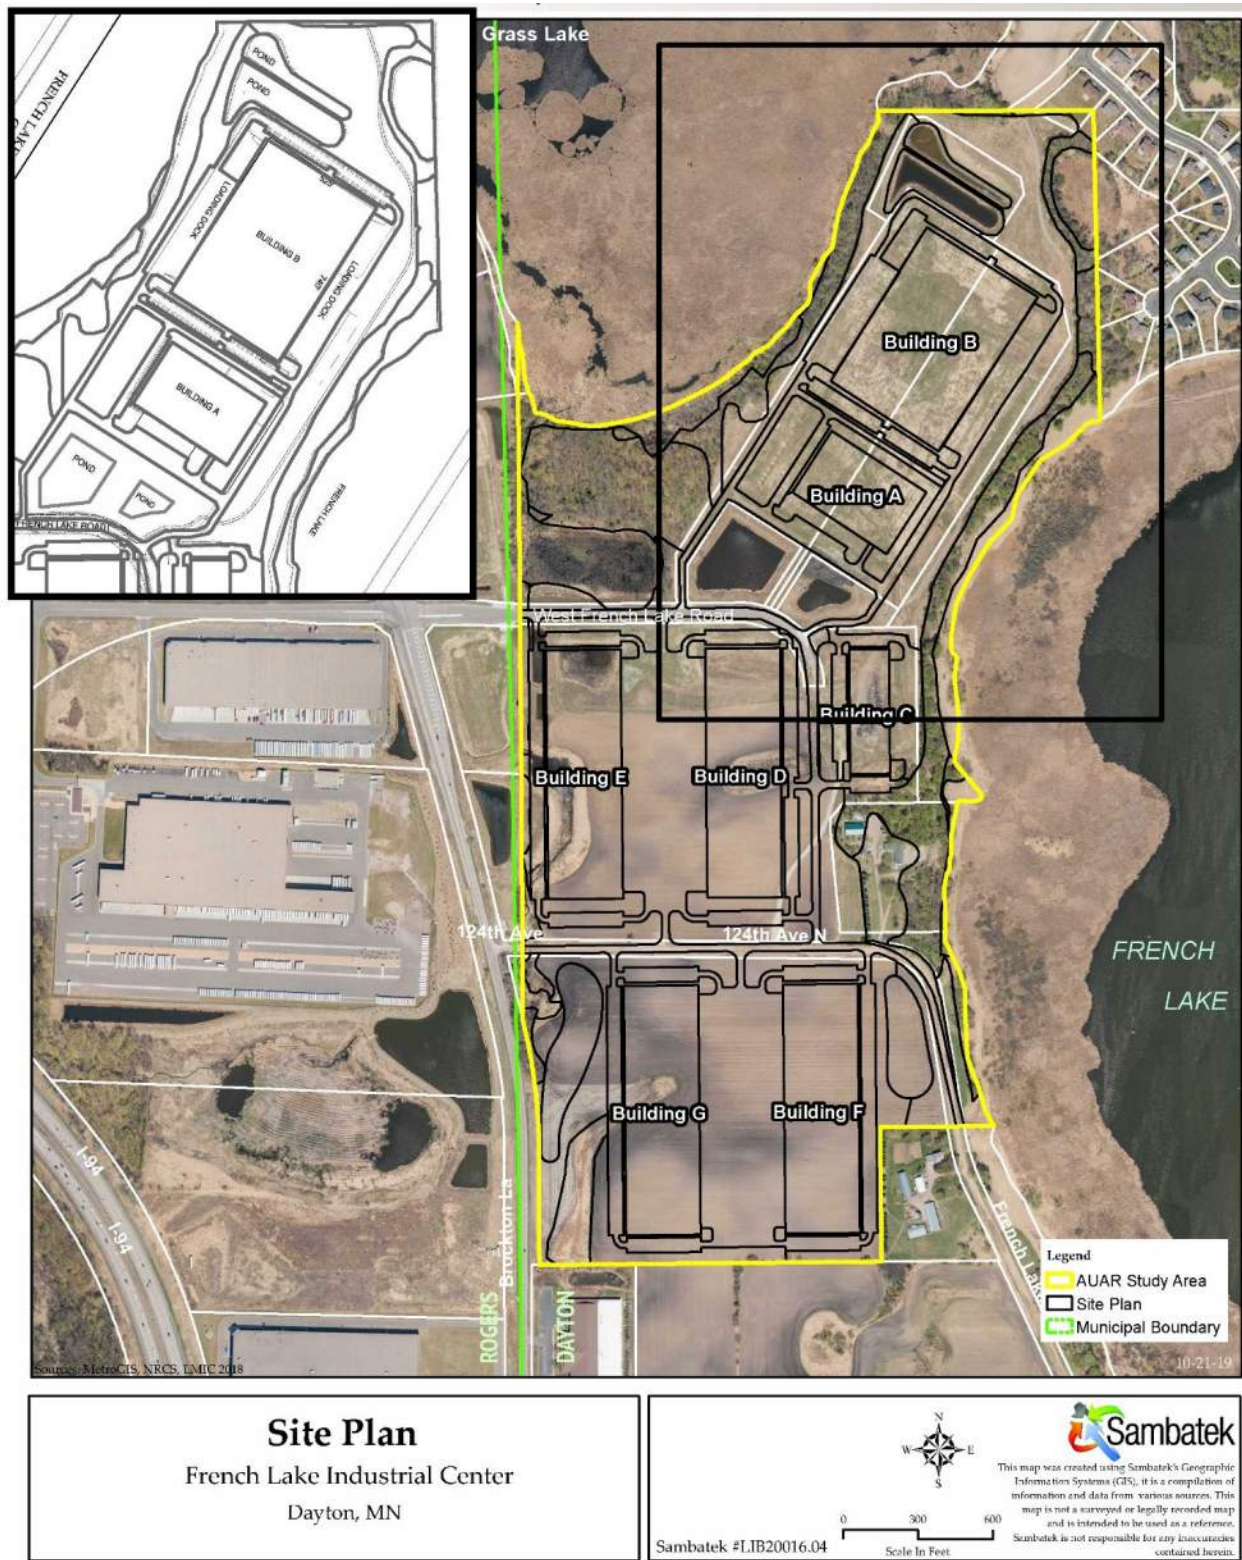 Grass Lake
FRENCH LAKE
POND
POND
LOADING DOCK
525
BUILDING B
747
LOADING DOCK
BUILDING A
POND
POND
FRENCH LAKE ROAD
FRENCH LAKE
Building B
Building A
West French Lake Road
Building C
Building E
Building D
124th Ave
124th Ave N
FRENCH
LAKE
Building G
Building F
I-94
I-94
Brockton La
French Lake
ROGERS
DAYTON
Legend
AUAR Study Area
Site Plan
Municipal Boundary
Sources: MetroGIS, NRCS, LMIC 2018
10-21-19
Site Plan
French Lake Industrial Center
Dayton, MN
N
W E
S
0 300 600
Scale In Feet
Sambatek #LIB20016.04
Sambatek
This map was created using Sambatek's Geographic
Information Systems (GIS), it is a compilation of
information and data from various sources. This
map is not a surveyed or legally recorded map
and is intended to be used as a reference.
Sambatek is not responsible for any inaccuracies
contained herein.